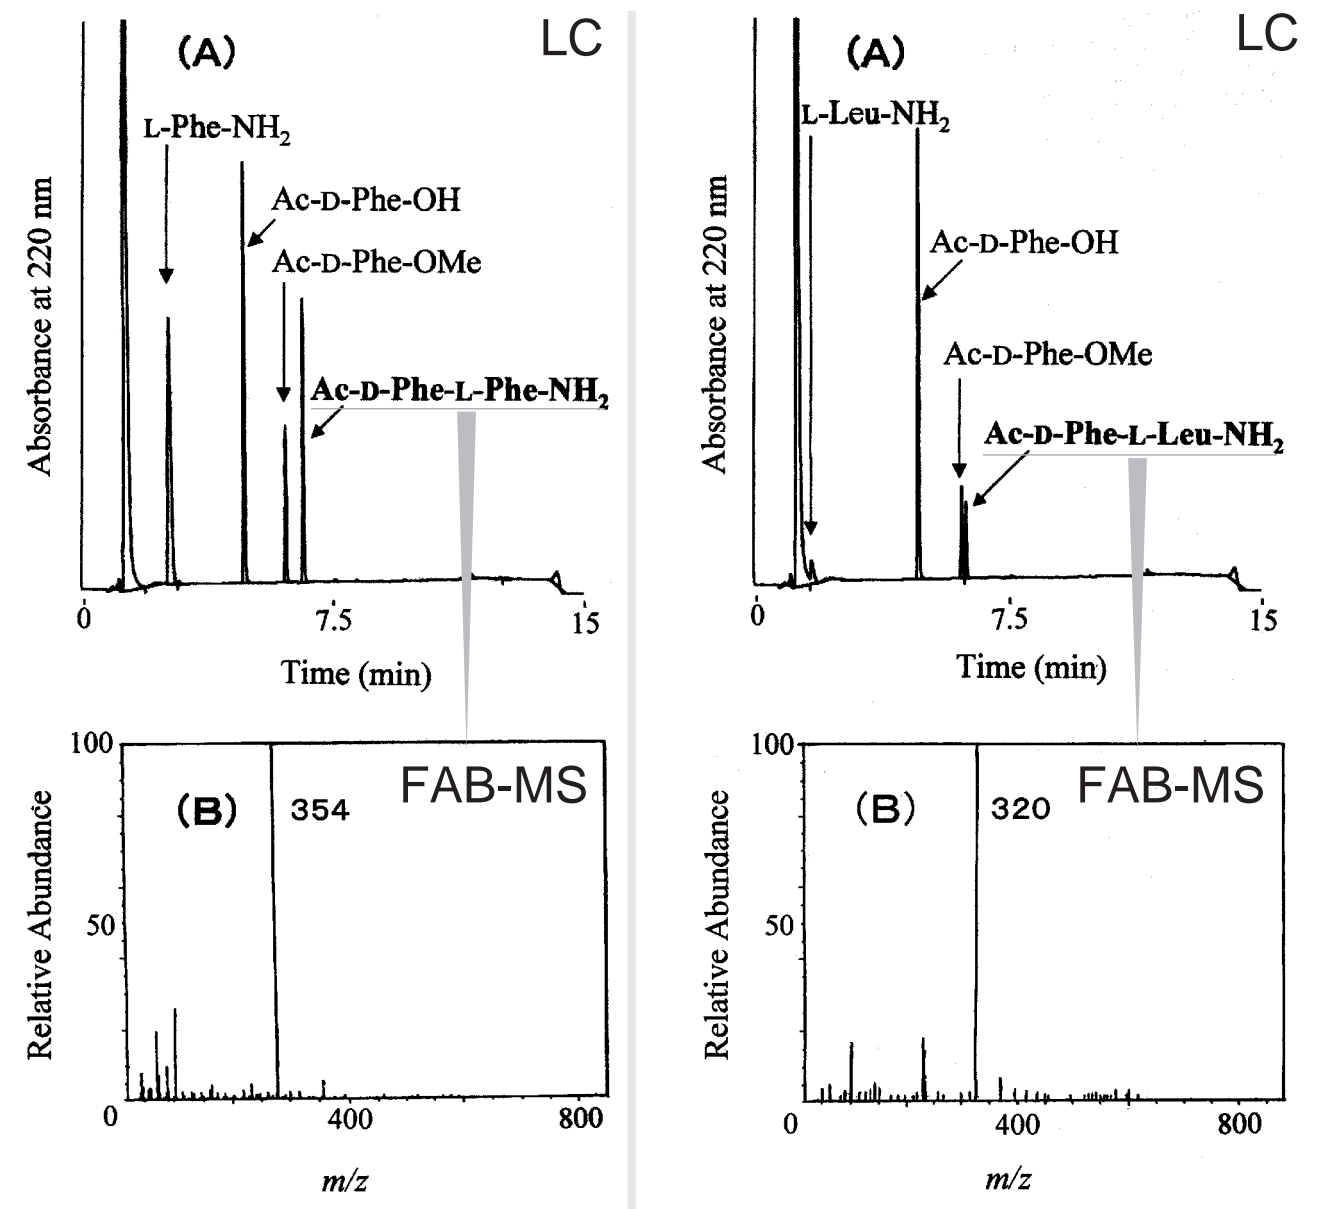 (A)
LC
L-Phe-NH2
Ac-D-Phe-OH
Ac-D-Phe-OMe
Ac-D-Phe-L-Phe-NH2
Absorbance at 220 nm
0
7.5
15
Time (min)
100
50
0
(B)
354
FAB-MS
Relative Abundance
400
800
m/z
(A)
LC
L-Leu-NH2
Ac-D-Phe-OH
Ac-D-Phe-OMe
Ac-D-Phe-L-Leu-NH2
Absorbance at 220 nm
0
7.5
15
Time (min)
100
50
0
(B)
320
FAB-MS
Relative Abundance
400
800
m/z